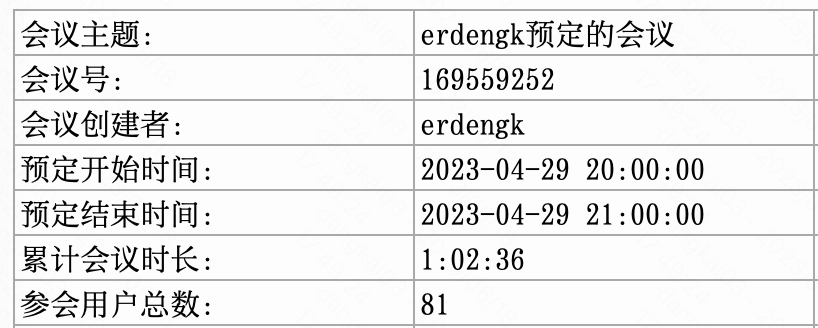 会议主题: erdengk预定的会议
会议号: 169559252
会议创建者: erdengk
预定开始时间: 2023-04-29 20:00:00
预定结束时间: 2023-04-29 21:00:00
累计会议时长: 1:02:36
参会用户总数: 81